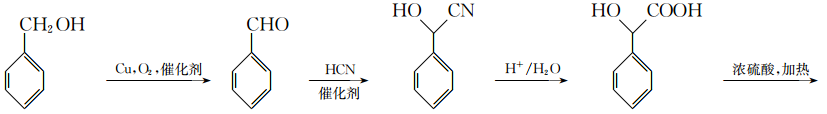 CH₂OH
Cu,O₂,催化剂
CHO
HCN
催化剂
HO CN
H⁺/H₂O
HO COOH
浓硫酸,加热